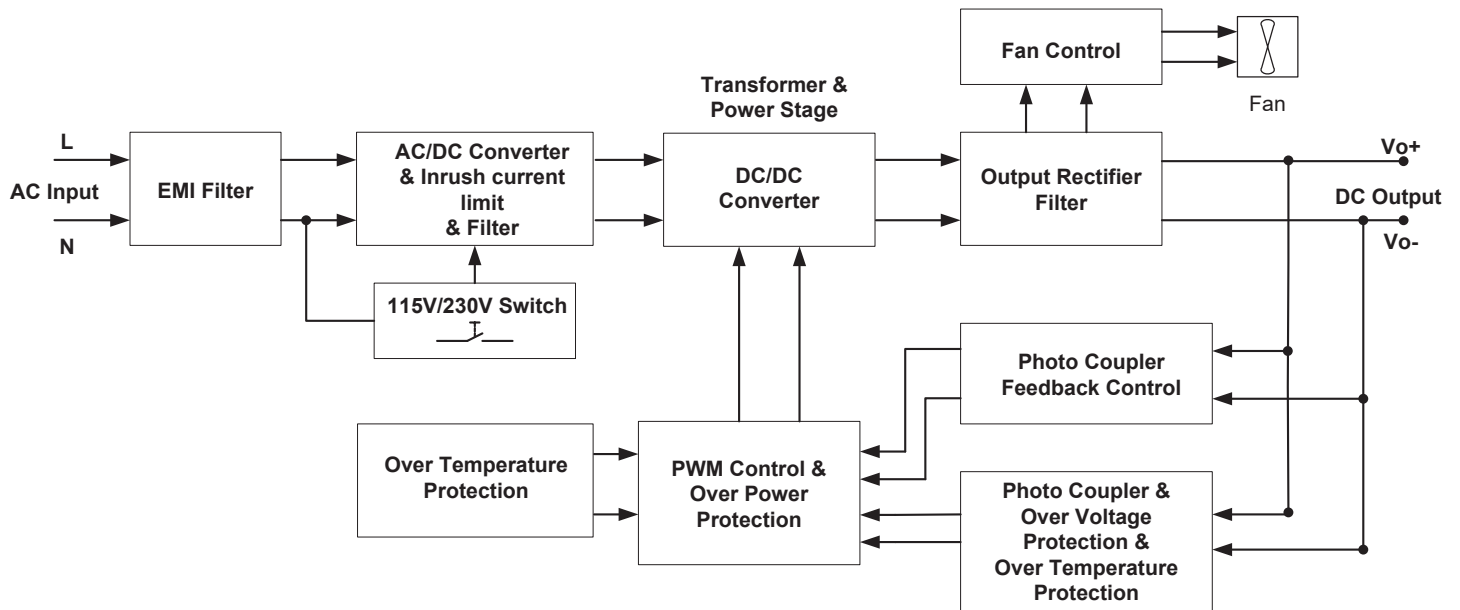 Fan Control
Fan
Transformer &
Power Stage
L
AC Input
N
EMI Filter
AC/DC Converter
& Inrush current
limit
& Filter
DC/DC
Converter
Output Rectifier
Filter
Vo+
DC Output
Vo-
115V/230V Switch
Photo Coupler
Feedback Control
Over Temperature
Protection
PWM Control &
Over Power
Protection
Photo Coupler &
Over Voltage
Protection &
Over Temperature
Protection